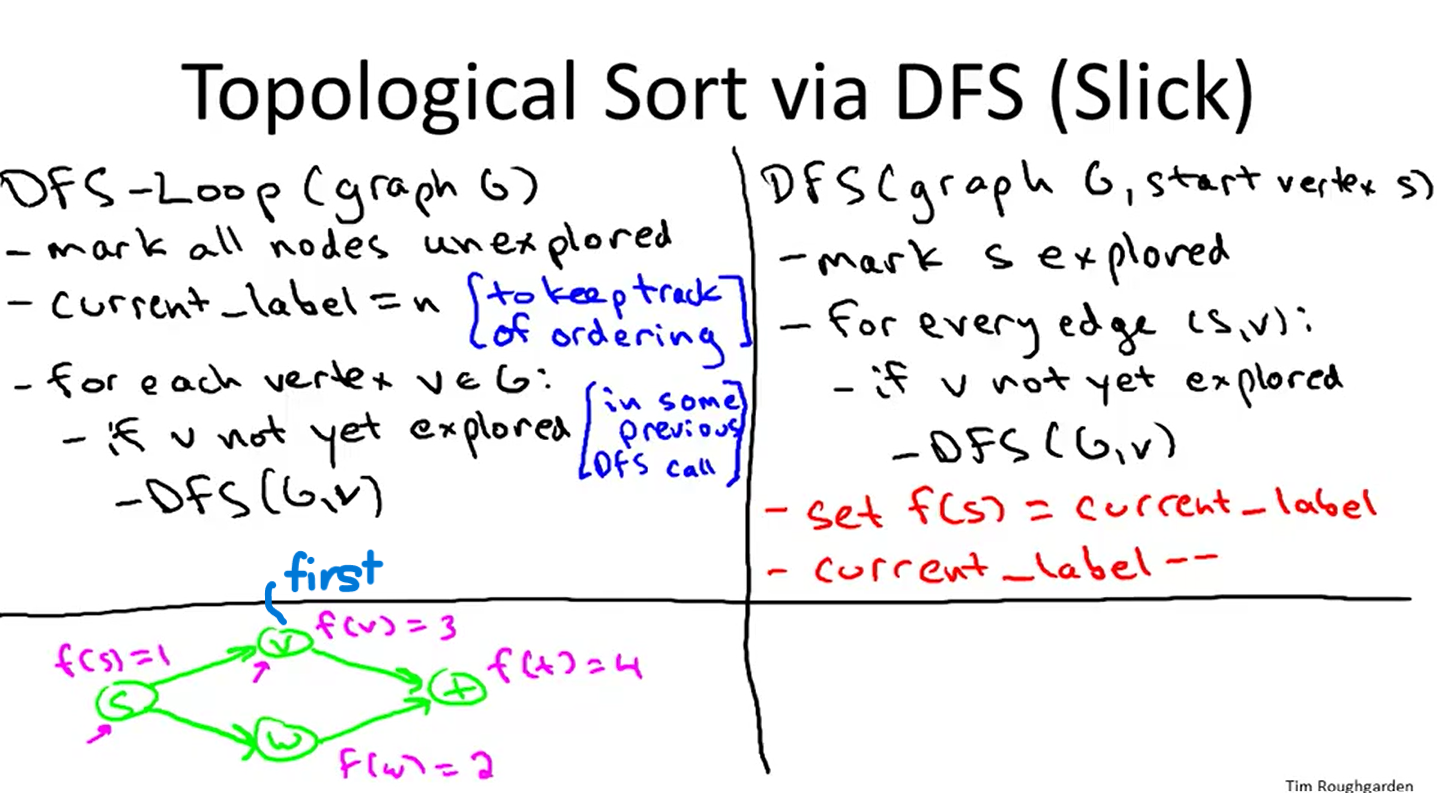 Topological Sort via DFS (Slick)
DFS-Loop (graph G)
- mark all nodes unexplored
- current_label = n [to keep track
of ordering]
- for each vertex v ∈ G:
- if v not yet explored [in some
previous
DFS call]
- DFS(G,v)
DFS(graph G, start vertex s)
- mark s explored
- for every edge (s,v):
- if v not yet explored
- DFS(G,v)
- set f(s) = current_label
- current_label--
first
f(s)=1
v
f(v) = 3
s
t
f(t) = 4
w
f(w) = 2
Tim Roughgarden